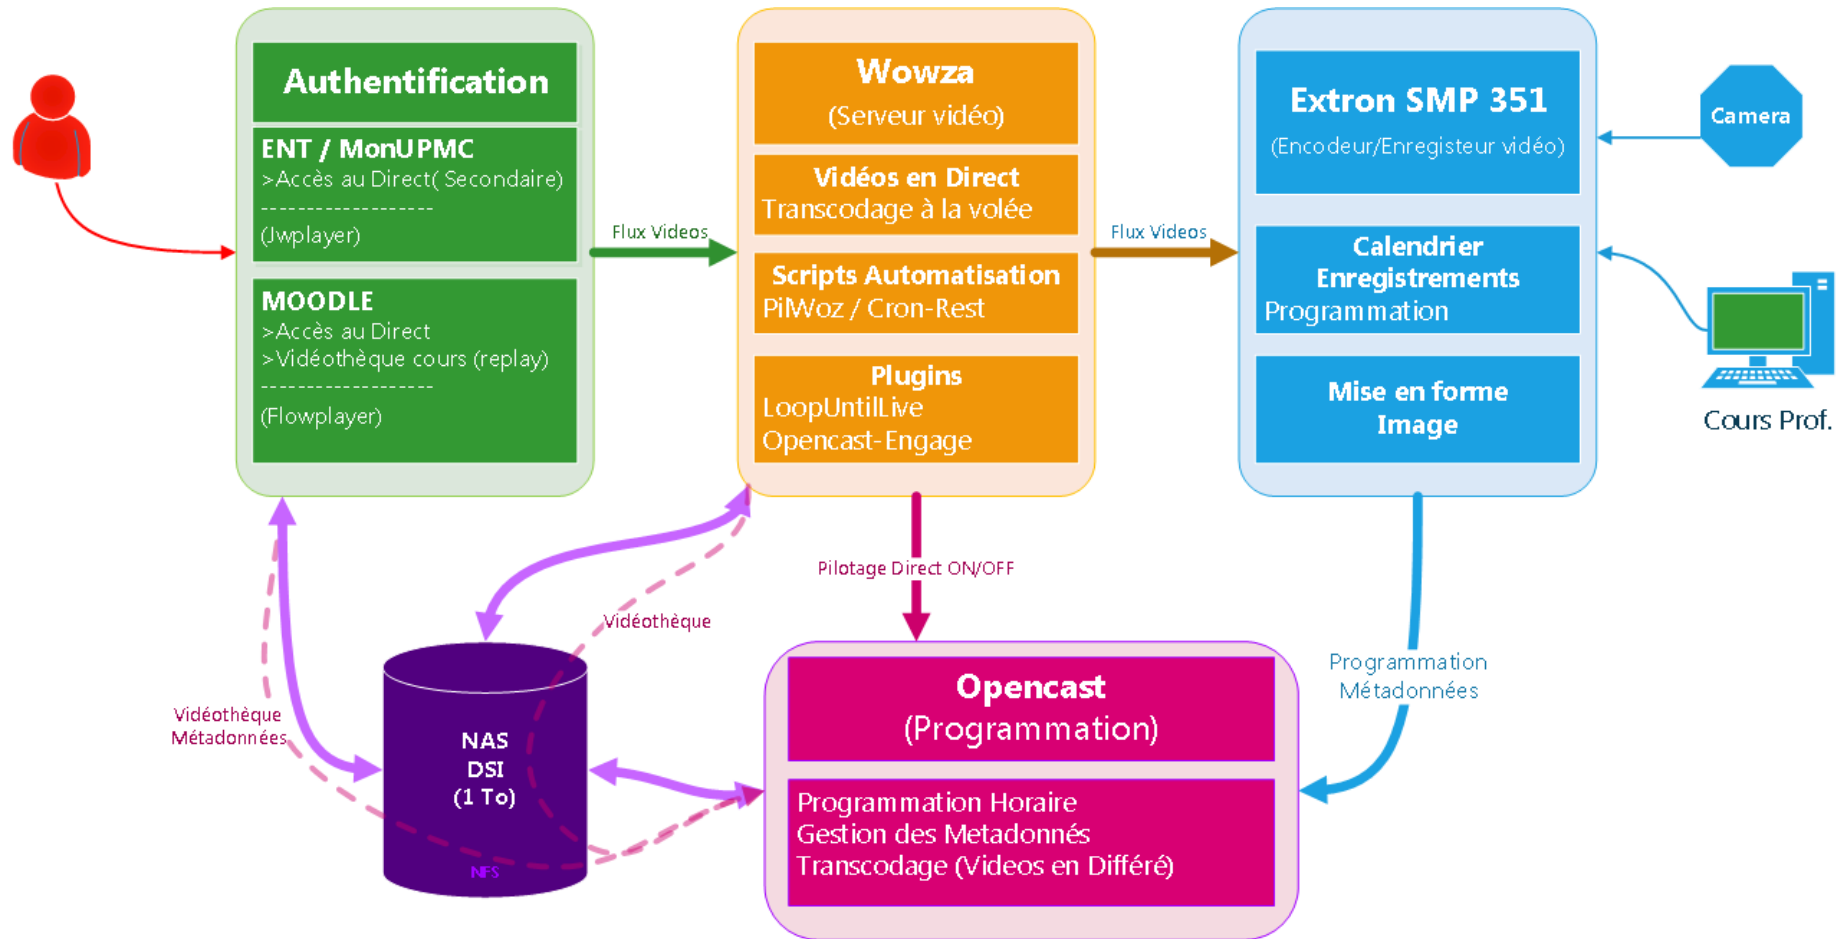 Authentification
ENT / MonUPMC
>Accès au Direct( Secondaire)
-------------------
(Jwplayer)
MOODLE
>Accès au Direct
>Vidéothèque cours (replay)
-------------------
(Flowplayer)
Flux Videos
Wowza
(Serveur vidéo)
Vidéos en Direct
Transcodage à la volée
Scripts Automatisation
PilWoz / Cron-Rest
Plugins
LoopUntilLive
Opencast-Engage
Flux Videos
Extron SMP 351
(Encodeur/Enregisteur vidéo)
Calendrier
Enregistrements
Programmation
Mise en forme
Image
Camera
Cours Prof.
Pilotage Direct ON/OFF
Vidéothèque
Programmation
Métadonnées
Vidéothèque
Métadonnées
NAS
DSI
(1 To)
NFS
Opencast
(Programmation)
Programmation Horaire
Gestion des Metadonnés
Transcodage (Videos en Différé)